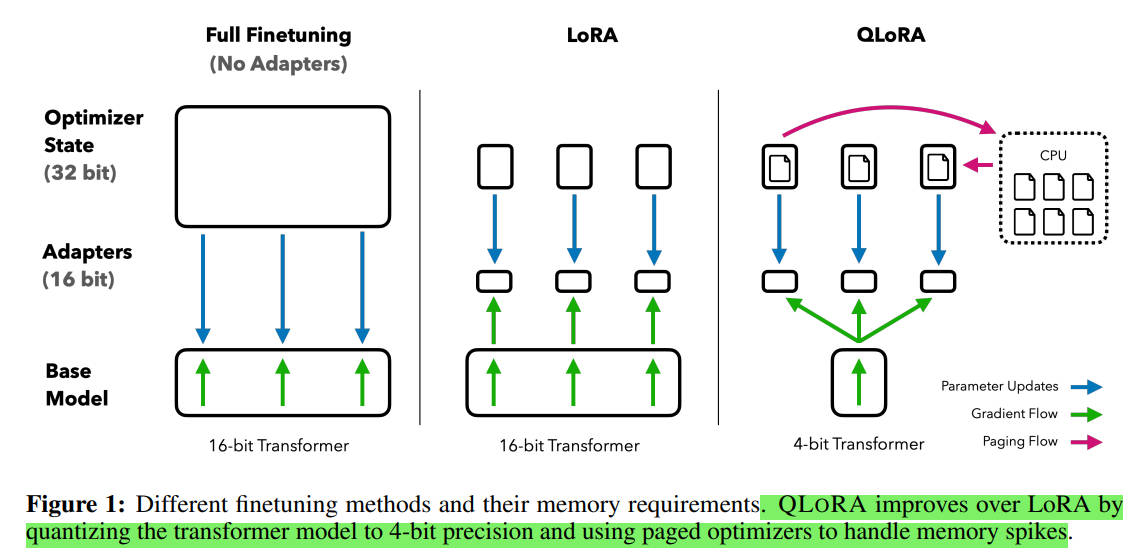 Full Finetuning
(No Adapters)
LoRA
QLoRA
Optimizer
State
(32 bit)
CPU
Adapters
(16 bit)
Base
Model
Parameter Updates
Gradient Flow
Paging Flow
16-bit Transformer
16-bit Transformer
4-bit Transformer
Figure 1: Different finetuning methods and their memory requirements. QLORA improves over LoRA by
quantizing the transformer model to 4-bit precision and using paged optimizers to handle memory spikes.